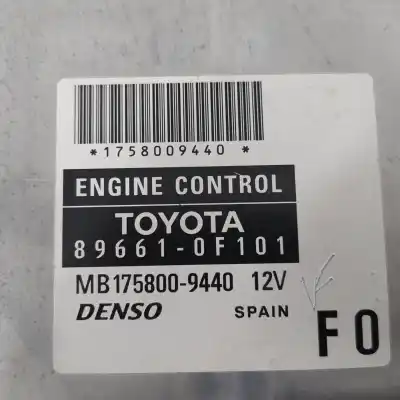 *1758009440*
ENGINE CONTROL
TOYOTA
89661-0F101
MB175800-9440 12V
DENSO SPAIN
F0